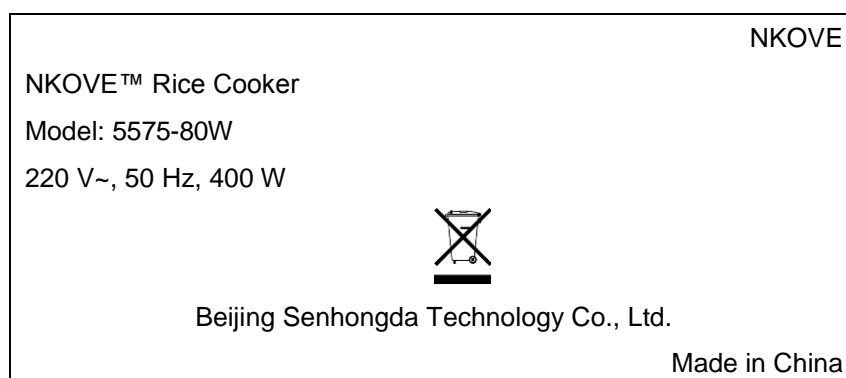 NKOVE
NKOVE™ Rice Cooker
Model: 5575-80W
220 V~, 50 Hz, 400 W
Beijing Senhongda Technology Co., Ltd.
Made in China